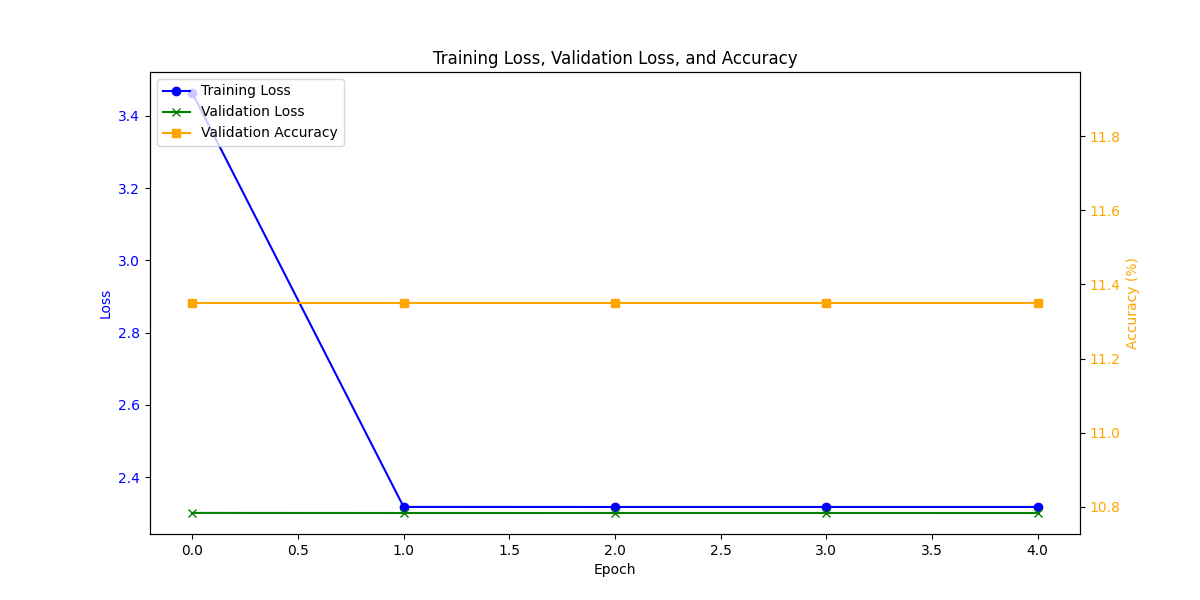 Training Loss, Validation Loss, and Accuracy
Training Loss
Validation Loss
Validation Accuracy
Loss
3.4
3.2
3.0
2.8
2.6
2.4
11.8
11.6
11.4
11.2
11.0
10.8
Accuracy (%)
0.0 0.5 1.0 1.5 2.0 2.5 3.0 3.5 4.0
Epoch